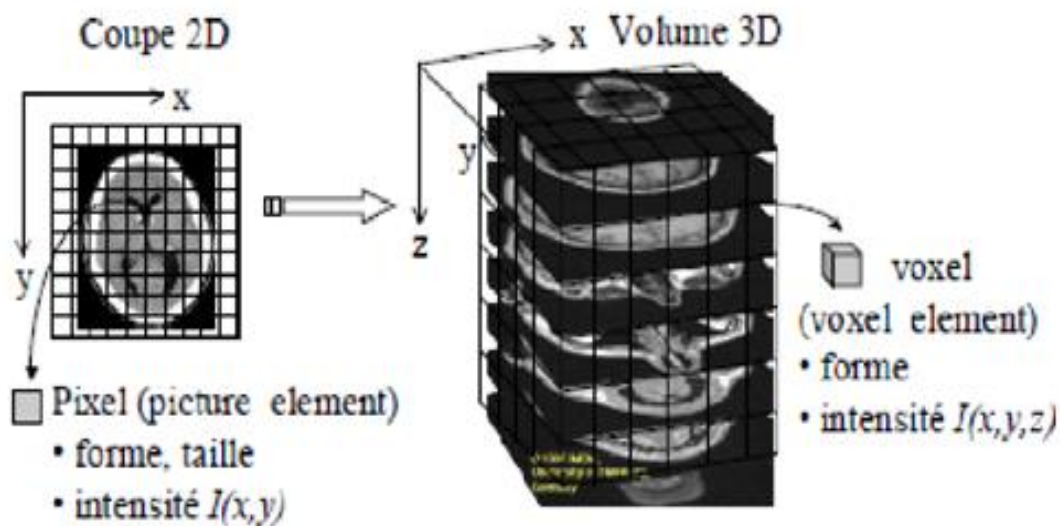 Coupe 2D
x
y
Pixel (picture element)
• forme, taille
• intensité I(x,y)
Volume 3D
x
y
z
voxel
(voxel element)
• forme
• intensité I(x,y,z)